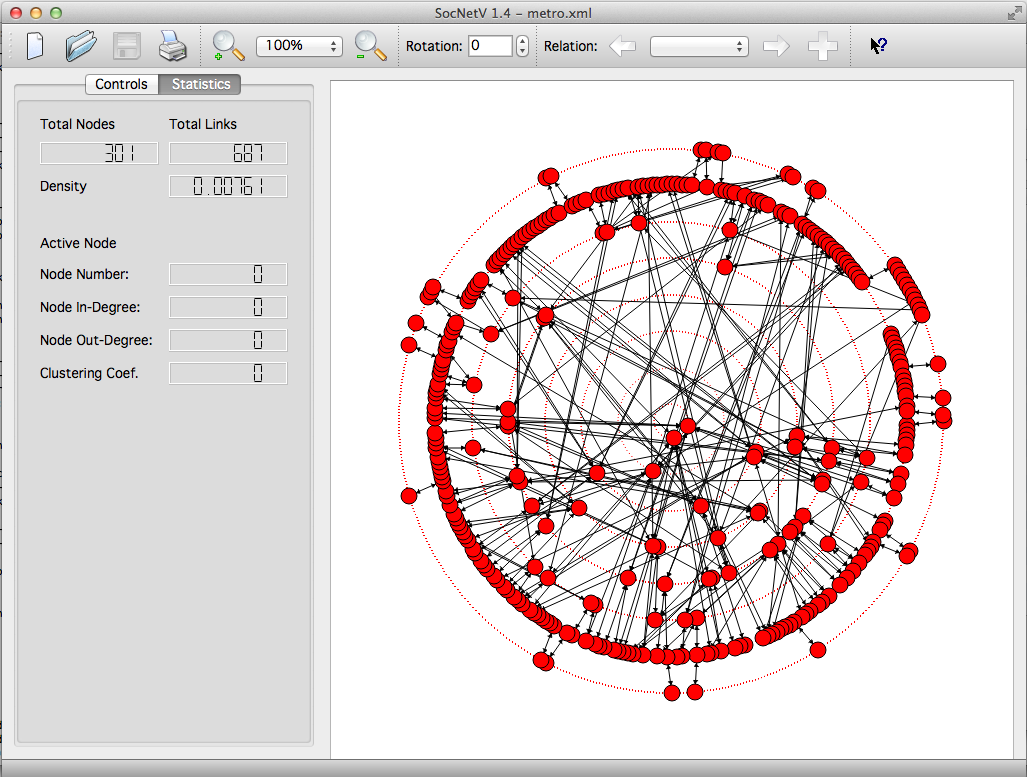 SocNetV 1.4 – metro.xml
100% Rotation: 0 Relation:
Controls Statistics
Total Nodes Total Links
301 687
Density 0.00761
Active Node
Node Number: 0
Node In-Degree: 0
Node Out-Degree: 0
Clustering Coef. 0